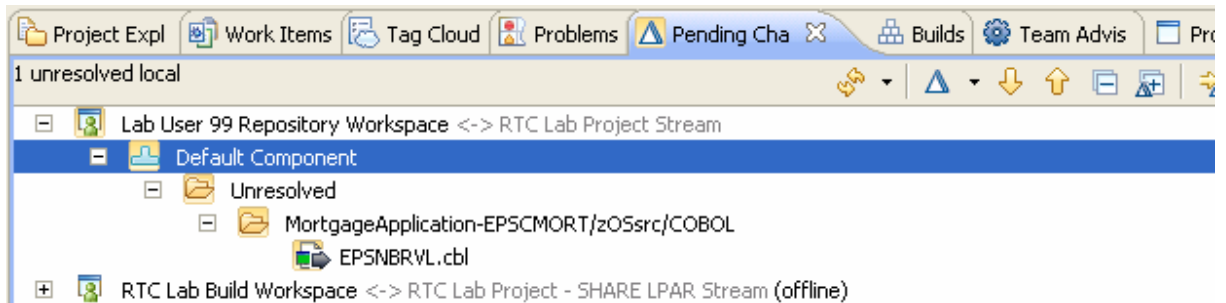 Project Expl Work Items Tag Cloud Problems Pending Cha Builds Team Advis Pro
1 unresolved local
Lab User 99 Repository Workspace <-> RTC Lab Project Stream
Default Component
Unresolved
MortgageApplication-EPSCMORT/zOSsrc/COBOL
EPSNBRVL.cbl
RTC Lab Build Workspace <-> RTC Lab Project - SHARE LPAR Stream (offline)